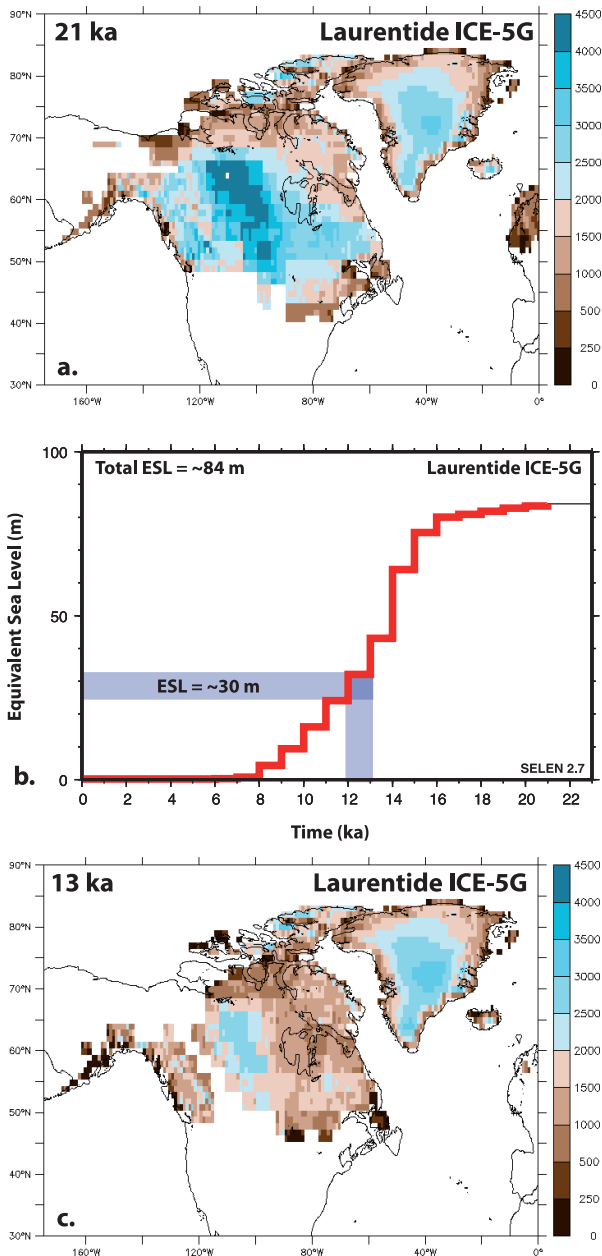 21 ka Laurentide ICE-5G
90°N
80°N
70°N
60°N
50°N
40°N
30°N
160°W 120°W 80°W 40°W 0°
4500
4000
3500
3000
2500
2000
1500
1000
500
250
0
a.
Total ESL = ~84 m Laurentide ICE-5G
Equivalent Sea Level (m)
100
50
0
ESL = ~30 m
SELEN 2.7
b.
0 2 4 6 8 10 12 14 16 18 20 22
Time (ka)
13 ka Laurentide ICE-5G
90°N
80°N
70°N
60°N
50°N
40°N
30°N
160°W 120°W 80°W 40°W 0°
4500
4000
3500
3000
2500
2000
1500
1000
500
250
0
c.